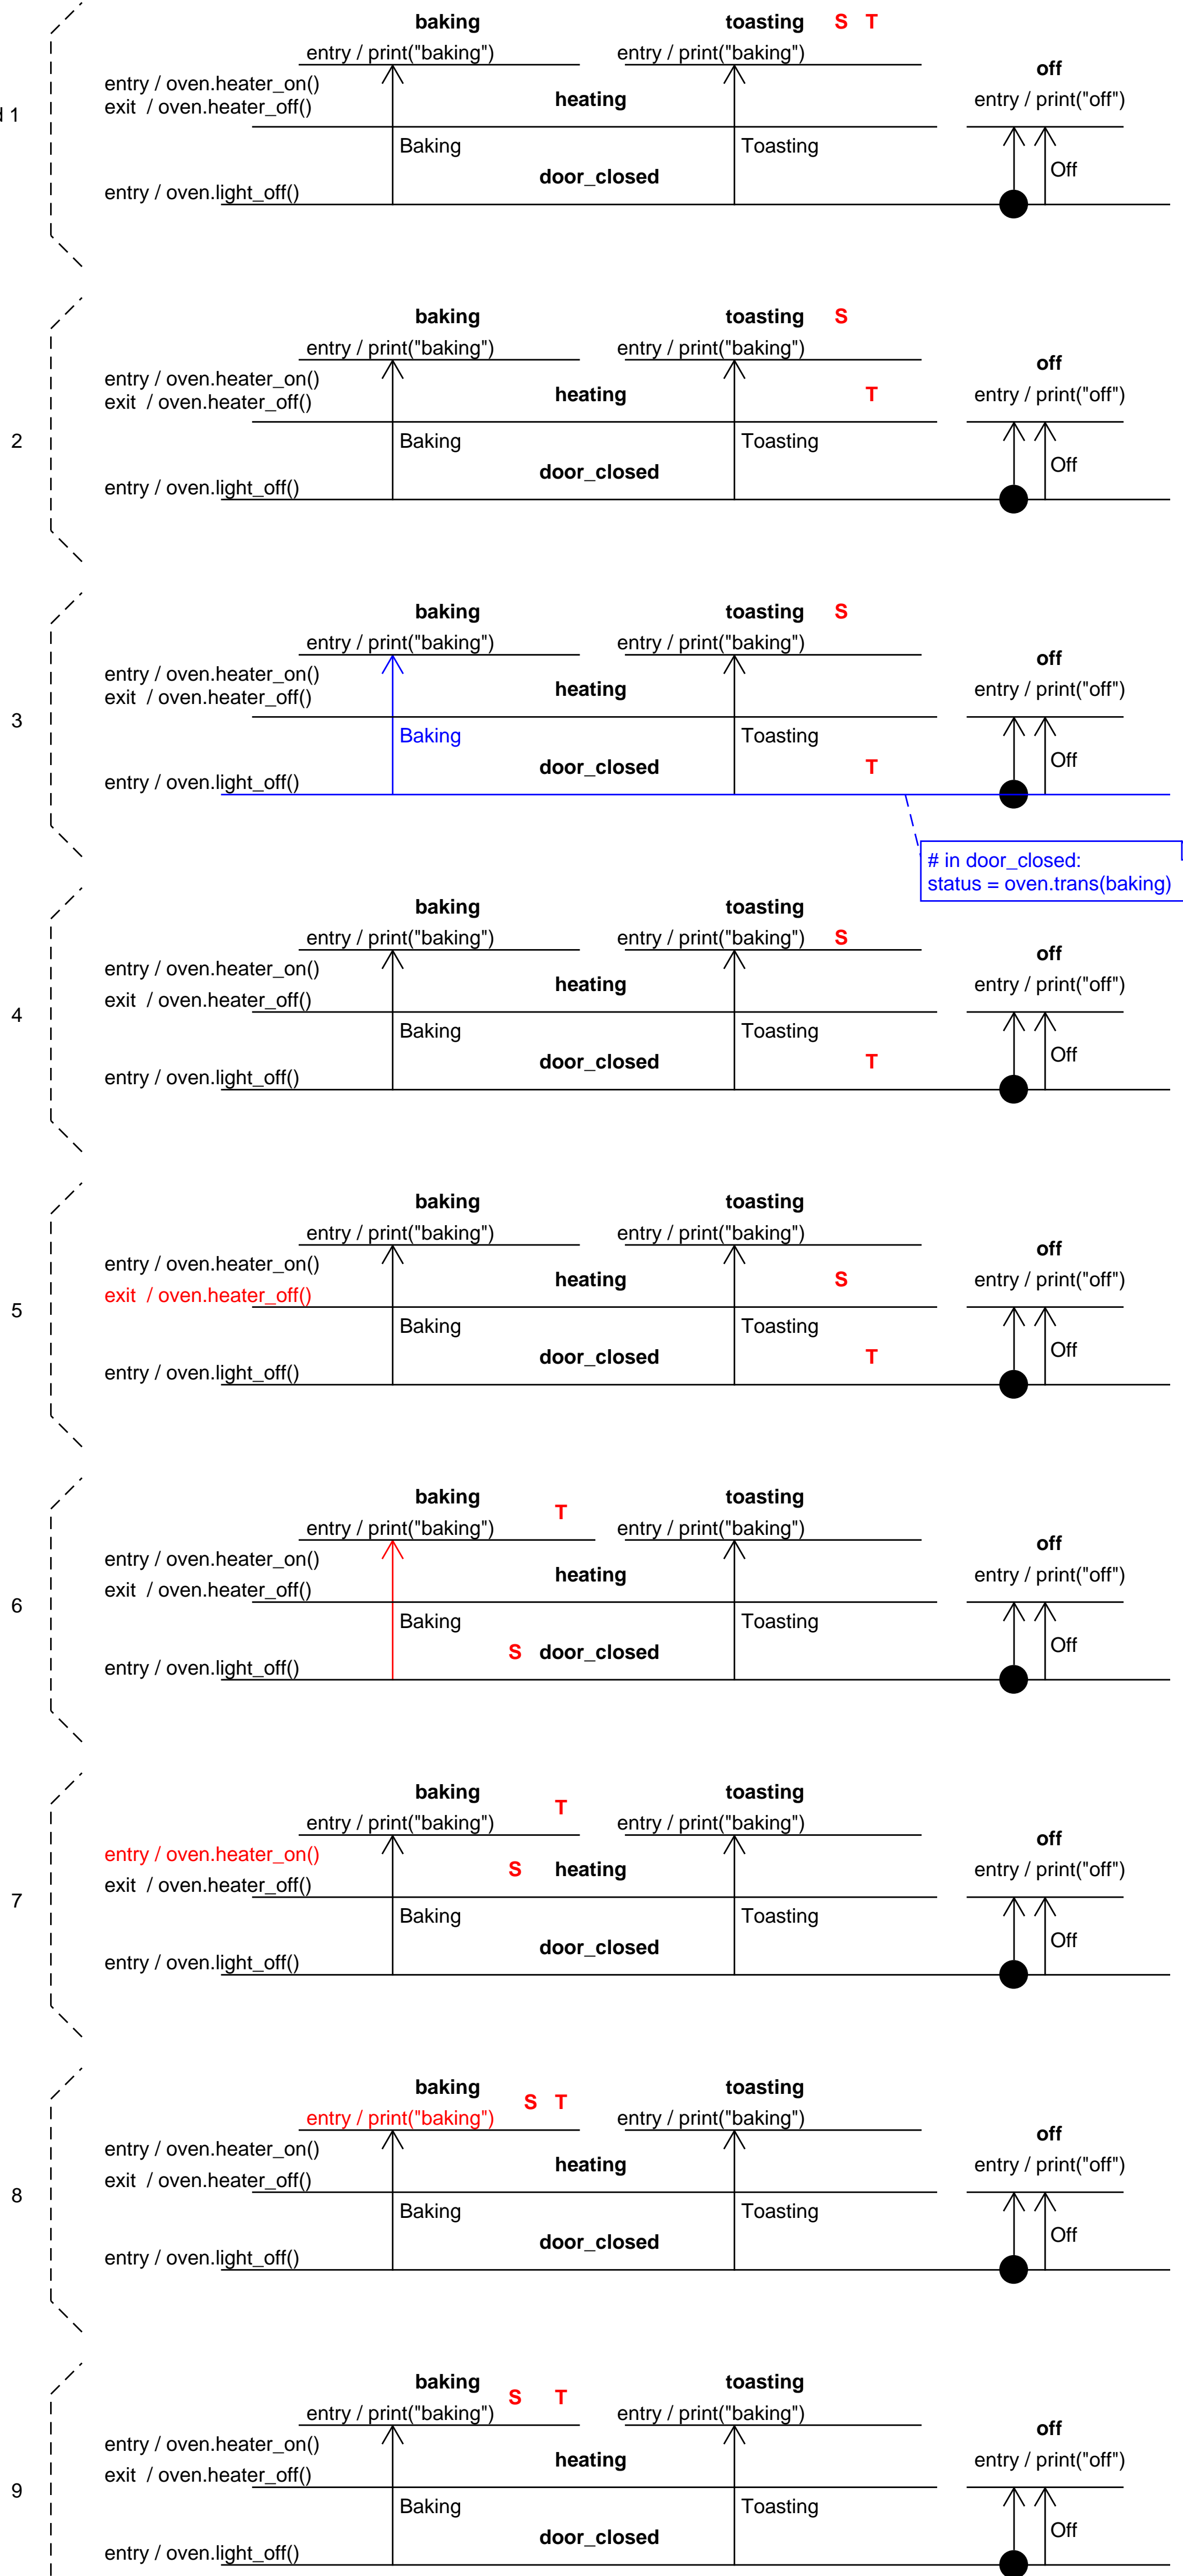 baking toasting S T
entry / print("baking") entry / print("baking")
off
entry / oven.heater_on()
heating entry / print("off")
exit / oven.heater_off()
1
Baking Toasting
Off
door_closed
entry / oven.light_off()
baking toasting S
entry / print("baking") entry / print("baking")
off
entry / oven.heater_on()
heating T entry / print("off")
exit / oven.heater_off()
2 Baking Toasting
Off
door_closed
entry / oven.light_off()
baking toasting S
entry / print("baking") entry / print("baking")
off
entry / oven.heater_on()
heating entry / print("off")
exit / oven.heater_off()
3
Baking Toasting
Off
door_closed T
entry / oven.light_off()
# in door_closed:
status = oven.trans(baking)
baking toasting
entry / print("baking") entry / print("baking") S
off
entry / oven.heater_on()
heating entry / print("off")
exit / oven.heater_off()
4
Baking Toasting
Off
door_closed T
entry / oven.light_off()
baking toasting
entry / print("baking") entry / print("baking")
off
entry / oven.heater_on()
heating S entry / print("off")
exit / oven.heater_off()
5
Baking Toasting
Off
door_closed T
entry / oven.light_off()
baking toasting
T
entry / print("baking") entry / print("baking")
off
entry / oven.heater_on()
heating entry / print("off")
exit / oven.heater_off()
6
Baking Toasting
Off
S door_closed
entry / oven.light_off()
baking toasting
T
entry / print("baking") entry / print("baking")
off
entry / oven.heater_on()
S heating entry / print("off")
exit / oven.heater_off()
7
Baking Toasting
Off
door_closed
entry / oven.light_off()
baking toasting
S T
entry / print("baking") entry / print("baking")
off
entry / oven.heater_on()
heating entry / print("off")
exit / oven.heater_off()
8
Baking Toasting
Off
door_closed
entry / oven.light_off()
baking toasting
S T
entry / print("baking") entry / print("baking")
off
entry / oven.heater_on()
heating entry / print("off")
exit / oven.heater_off()
9
Baking Toasting
Off
door_closed
entry / oven.light_off()